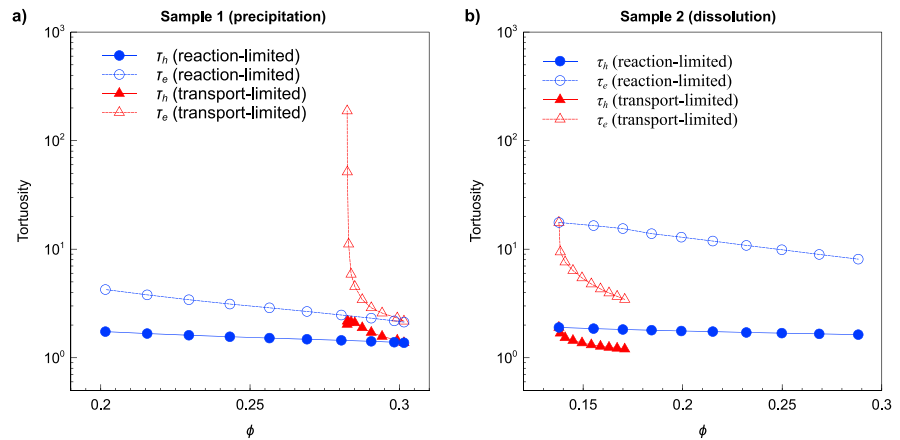 a) Sample 1 (precipitation)
10³
τh (reaction-limited)
τe (reaction-limited)
τh (transport-limited)
τe (transport-limited)
10²
Tortuosity
10¹
10⁰
0.2 0.3
ϕ
b) Sample 2 (dissolution)
10³
τh (reaction-limited)
τe (reaction-limited)
τh (transport-limited)
τe (transport-limited)
10²
Tortuosity
10¹
10⁰
0.15 0.2 0.25 0.3
ϕ